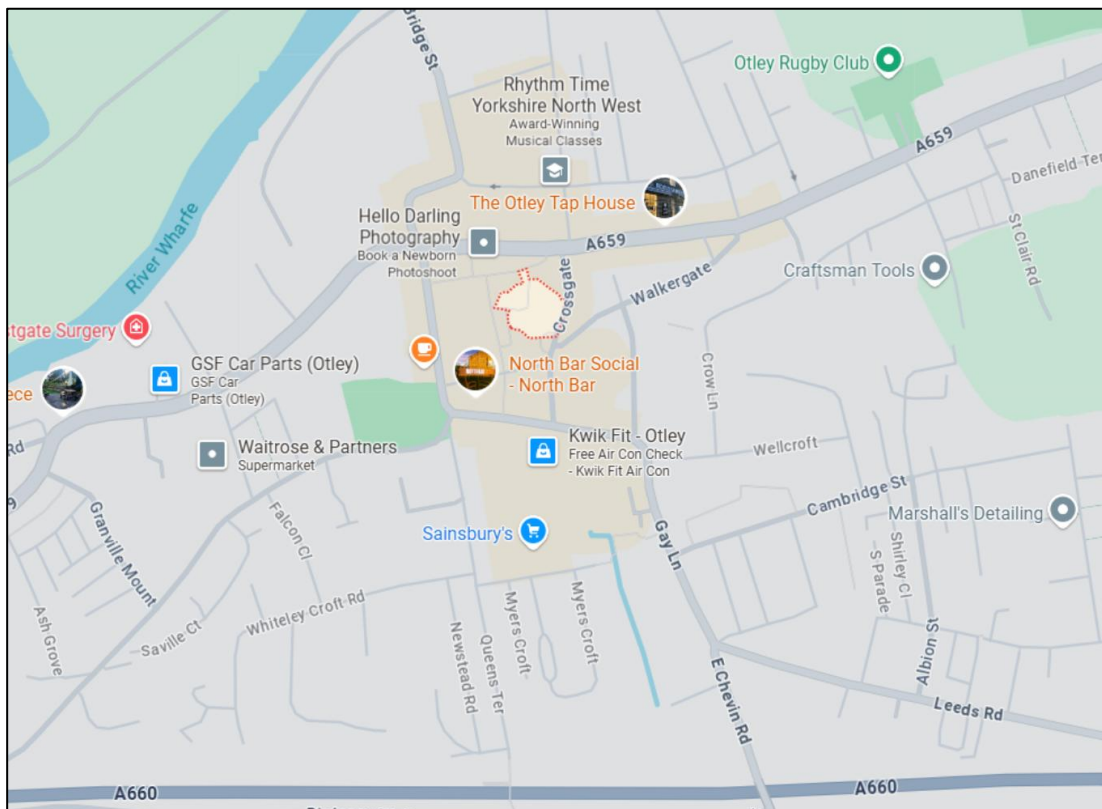 Bridge St
Otley Rugby Club
Rhythm Time
Yorkshire North West
Award-Winning
Musical Classes
A659
Danefield Ter
The Otley Tap House
River Wharfe
Hello Darling
Photography
Book a Newborn
Photoshoot
A659
St Clair Rd
Crossgate
Walkergate
Craftsman Tools
tgate Surgery
GSF Car Parts (Otley)
GSF Car
Parts (Otley)
North Bar Social
- North Bar
Crow Ln
ece
Rd
Waitrose & Partners
Supermarket
Kwik Fit - Otley
Free Air Con Check
- Kwik Fit Air Con
Wellcroft
Cambridge St
9
Granville Mount
Falcon Cl
Sainsbury's
Gay Ln
Marshall's Detailing
Shirley Cl
S Parade
Ash Grove
Saville Ct
Whiteley Croft Rd
Newstead Rd
Queens Ter
Myers Croft
Myers Croft
Albion St
E Chevin Rd
Leeds Rd
A660
A660